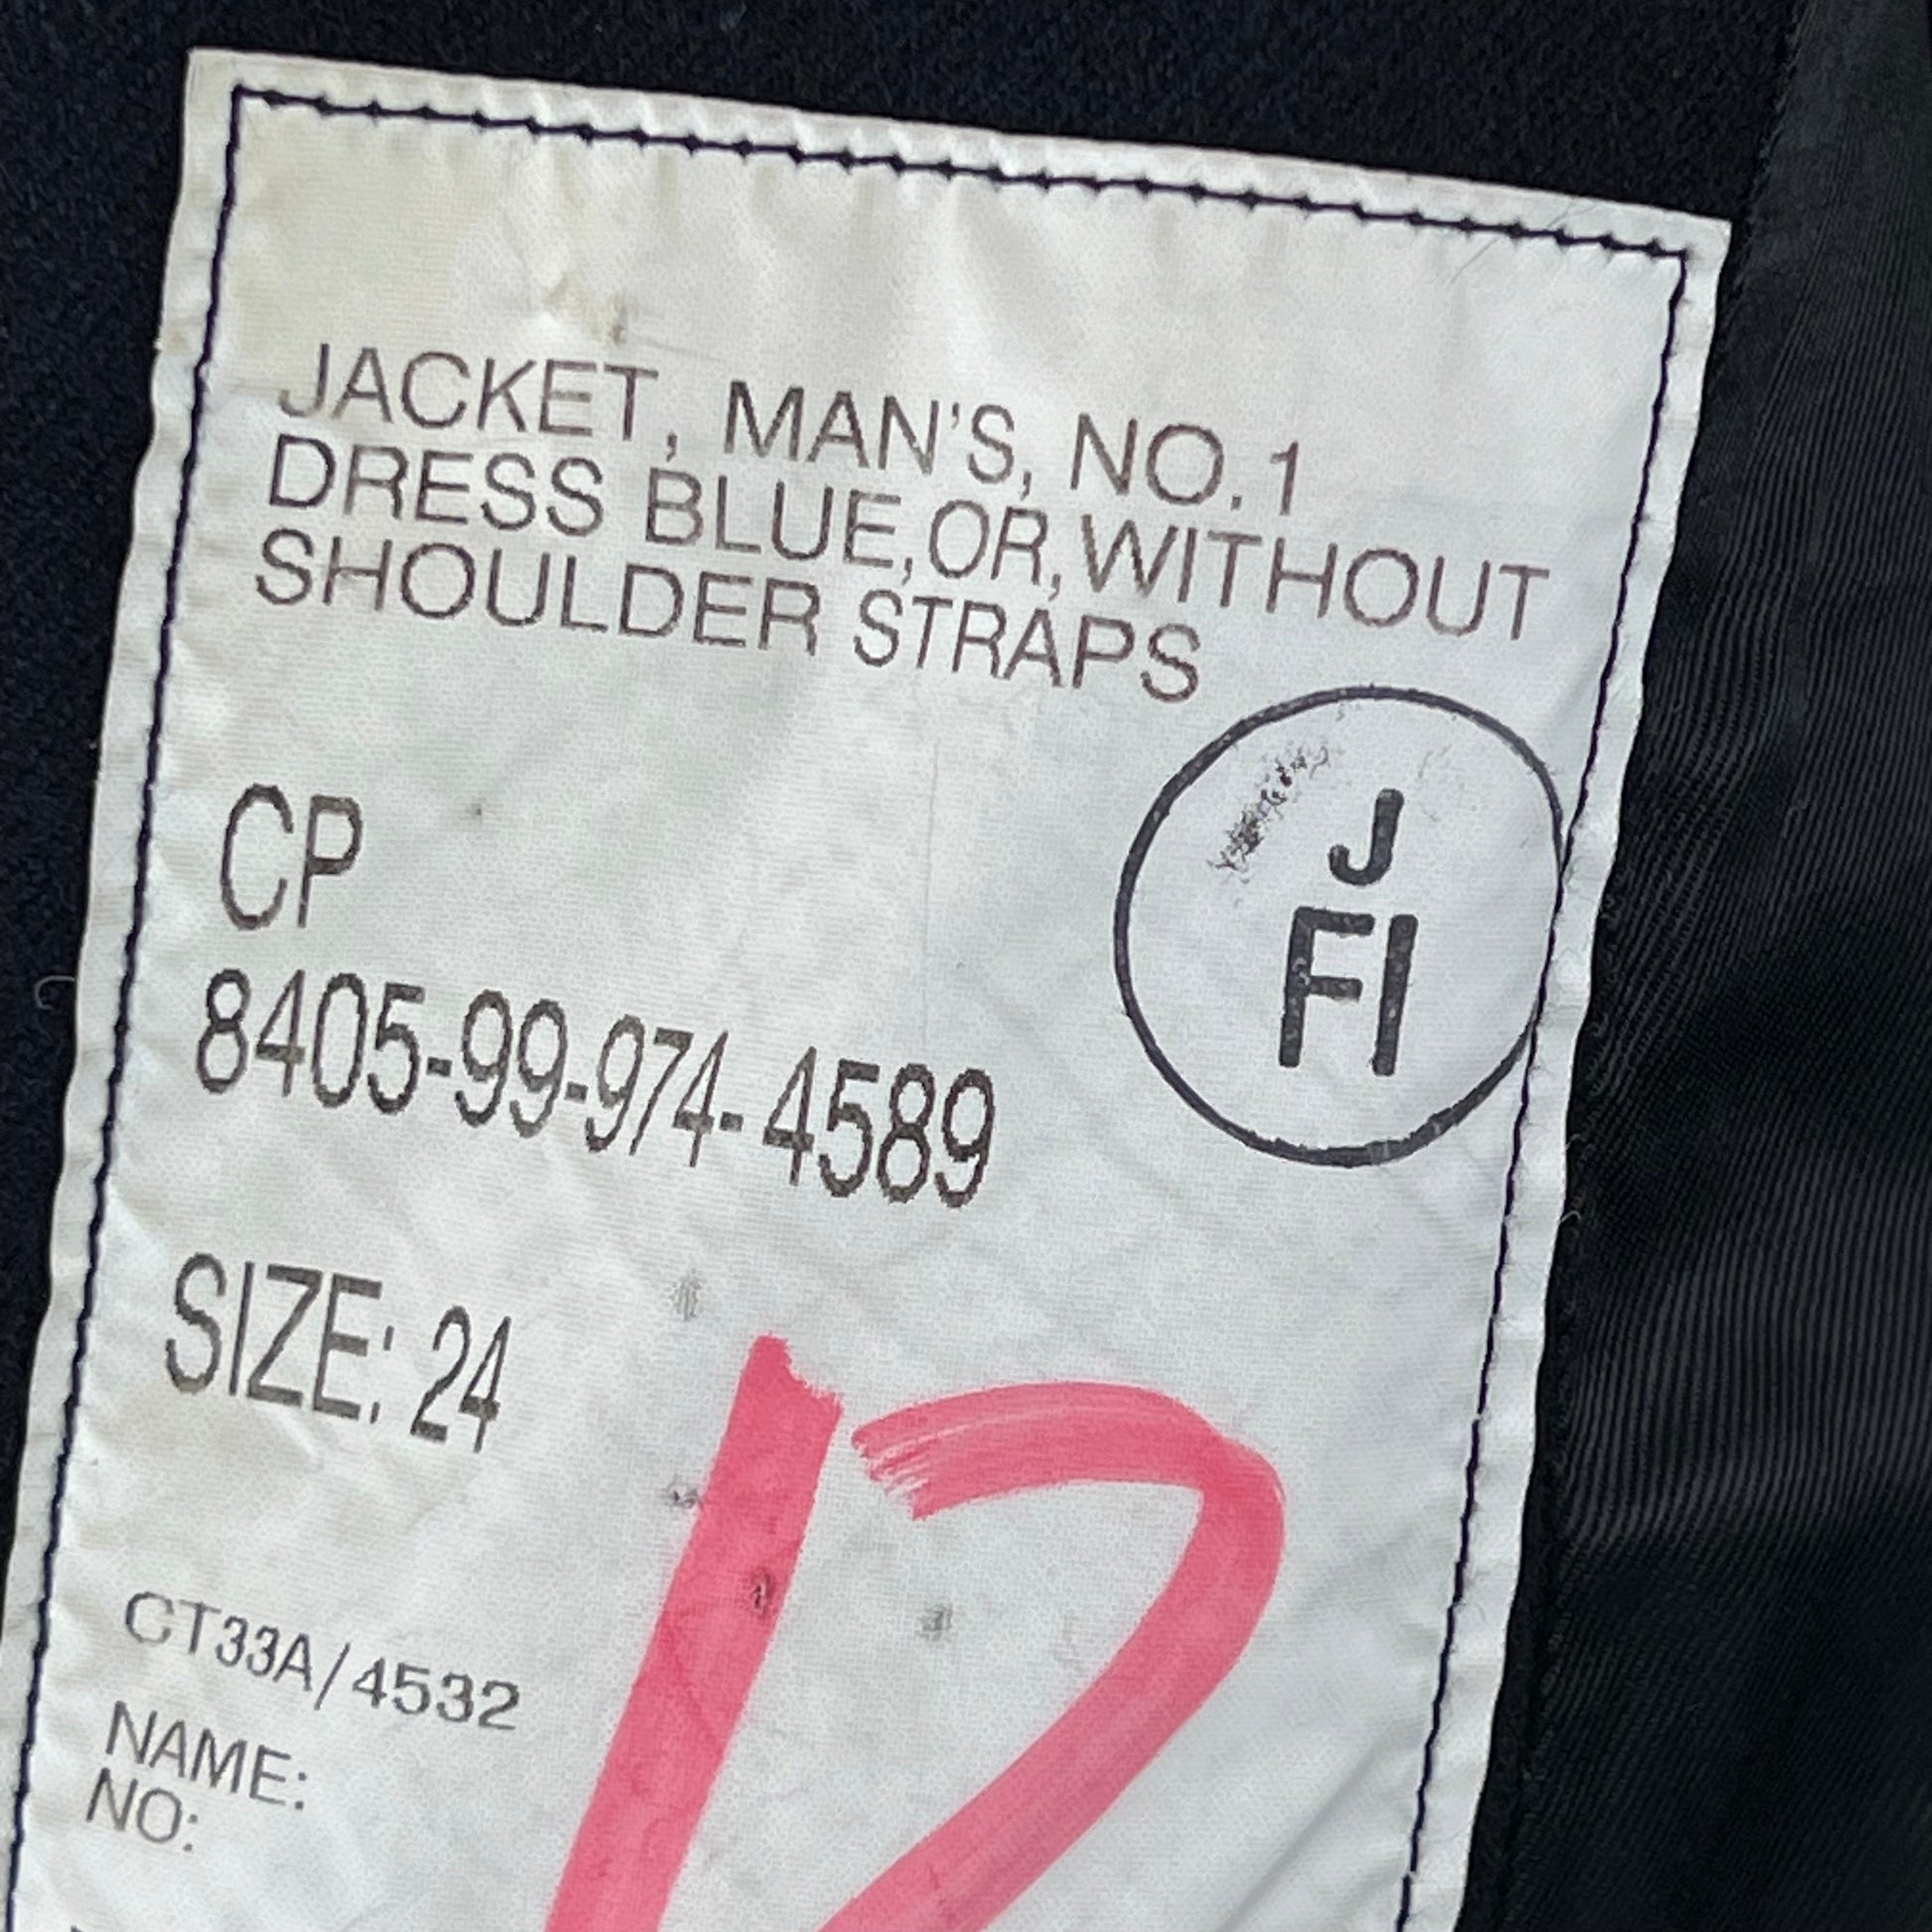 JACKET, MAN'S, NO.1
DRESS BLUE,OR,WITHOUT
SHOULDER STRAPS
J
FI
CP
8405-99-974-4589
SIZE: 24
12
CT33A/4532
NAME:
NO: